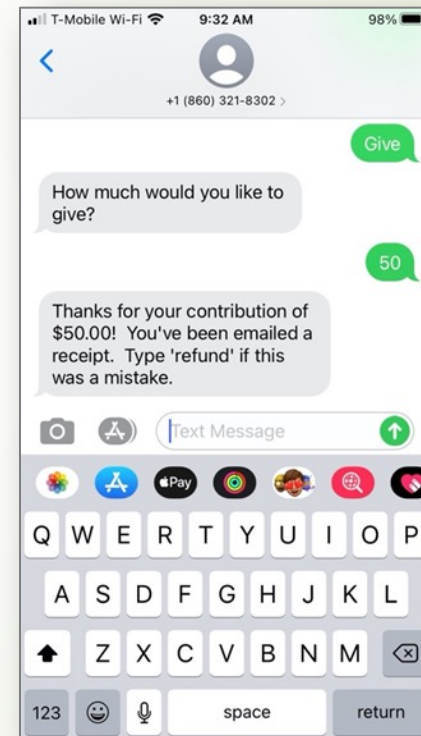 T-Mobile Wi-Fi 9:32 AM 98%
+1 (860) 321-8302 >
Give
How much would you like to
give?
50
Thanks for your contribution of
$50.00!  You've been emailed a
receipt.  Type 'refund' if this
was a mistake.
Text Message
Pay
Q W E R T Y U I O P
A S D F G H J K L
Z X C V B N M
123 space return